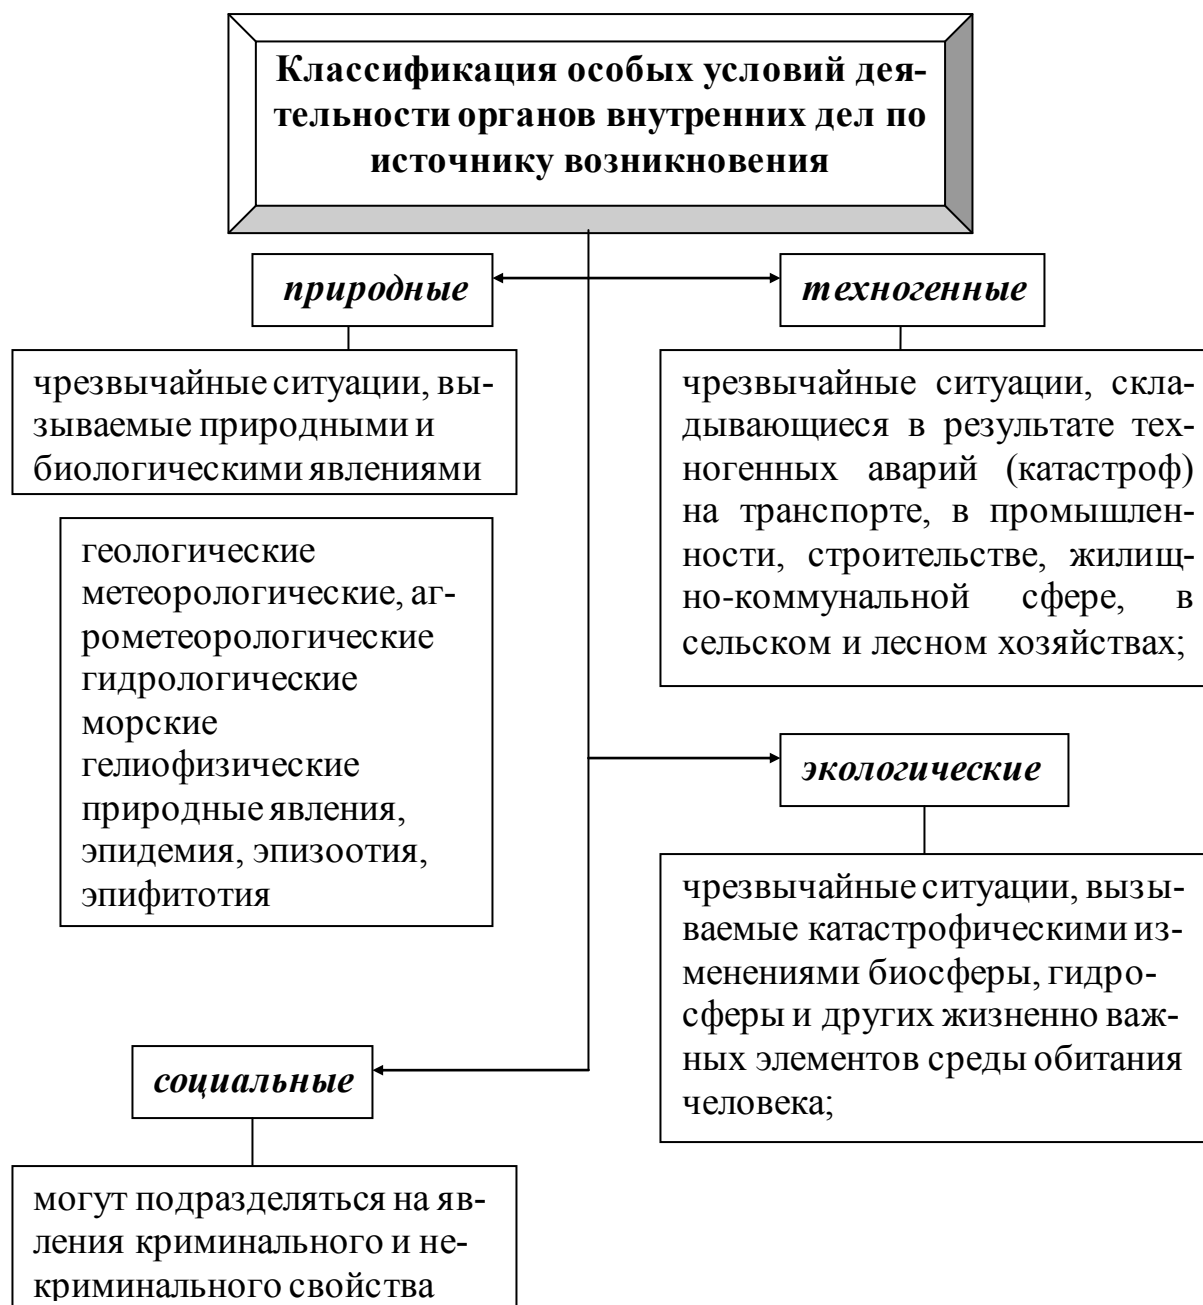 Классификация особых условий дея-
тельности органов внутренних дел по
источнику возникновения
природные
чрезвычайные ситуации, вы-
зываемые природными и
биологическими явлениями
геологические
метеорологические, аг-
рометеорологические
гидрологические
морские
гелиофизические
природные явления,
эпидемия, эпизоотия,
эпифитотия
техногенные
чрезвычайные ситуации, скла-
дывающиеся в результате тех-
ногенных аварий (катастроф)
на транспорте, в промышлен-
ности, строительстве, жилищ-
но-коммунальной сфере, в
сельском и лесном хозяйствах;
экологические
чрезвычайные ситуации, вызы-
ваемые катастрофическими из-
менениями биосферы, гидро-
сферы и других жизненно важ-
ных элементов среды обитания
человека;
социальные
могут подразделяться на яв-
ления криминального и не-
криминального свойства